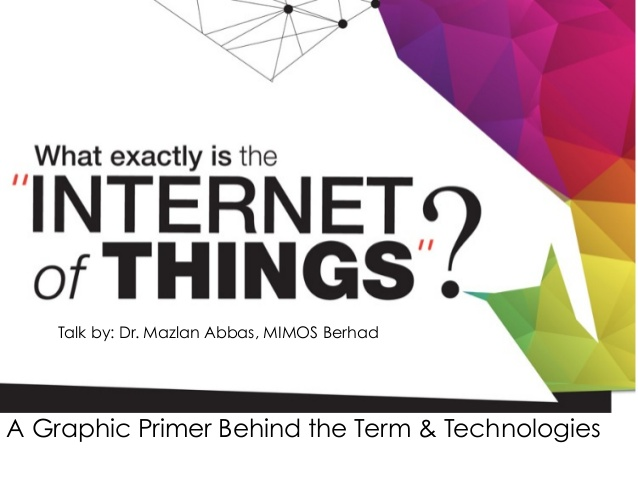 What exactly is the
"INTERNET
of THINGS"?
Talk by: Dr. Mazlan Abbas, MIMOS Berhad
A Graphic Primer Behind the Term & Technologies